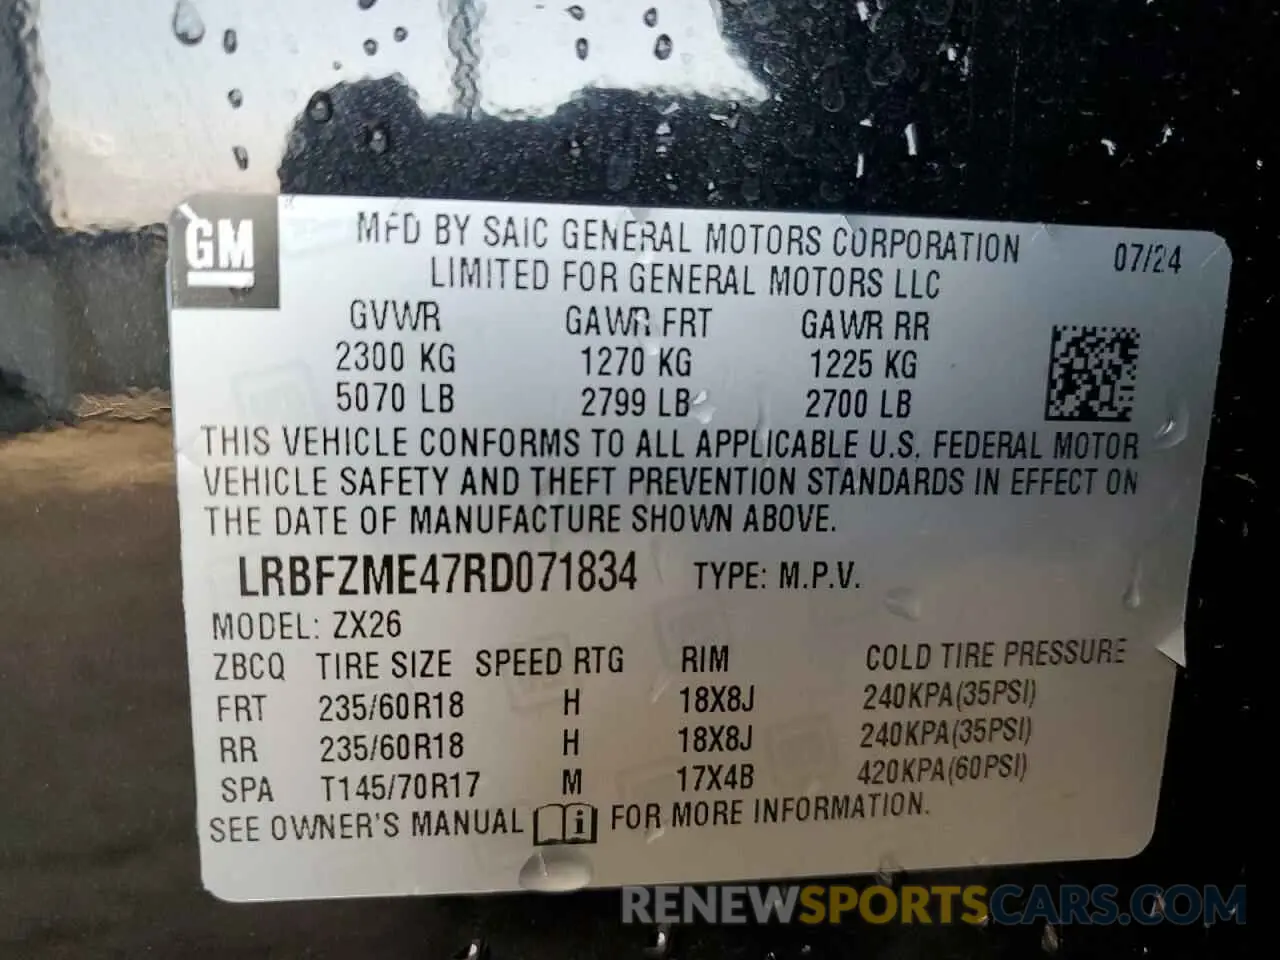 GM
MFD BY SAIC GENERAL MOTORS CORPORATION 07/24
LIMITED FOR GENERAL MOTORS LLC
GVWR GAWR FRT GAWR RR
2300 KG 1270 KG 1225 KG
5070 LB 2799 LB 2700 LB
THIS VEHICLE CONFORMS TO ALL APPLICABLE U.S. FEDERAL MOTOR
VEHICLE SAFETY AND THEFT PREVENTION STANDARDS IN EFFECT ON
THE DATE OF MANUFACTURE SHOWN ABOVE.
LRBFZME47RD071834 TYPE: M.P.V.
MODEL: ZX26
ZBCQ TIRE SIZE SPEED RTG RIM COLD TIRE PRESSURE
FRT 235/60R18 H 18X8J 240KPA(35PSI)
RR 235/60R18 H 18X8J 240KPA(35PSI)
SPA T145/70R17 M 17X4B 420KPA(60PSI)
SEE OWNER'S MANUAL i FOR MORE INFORMATION.
RENEWSPORTSCARS.COM